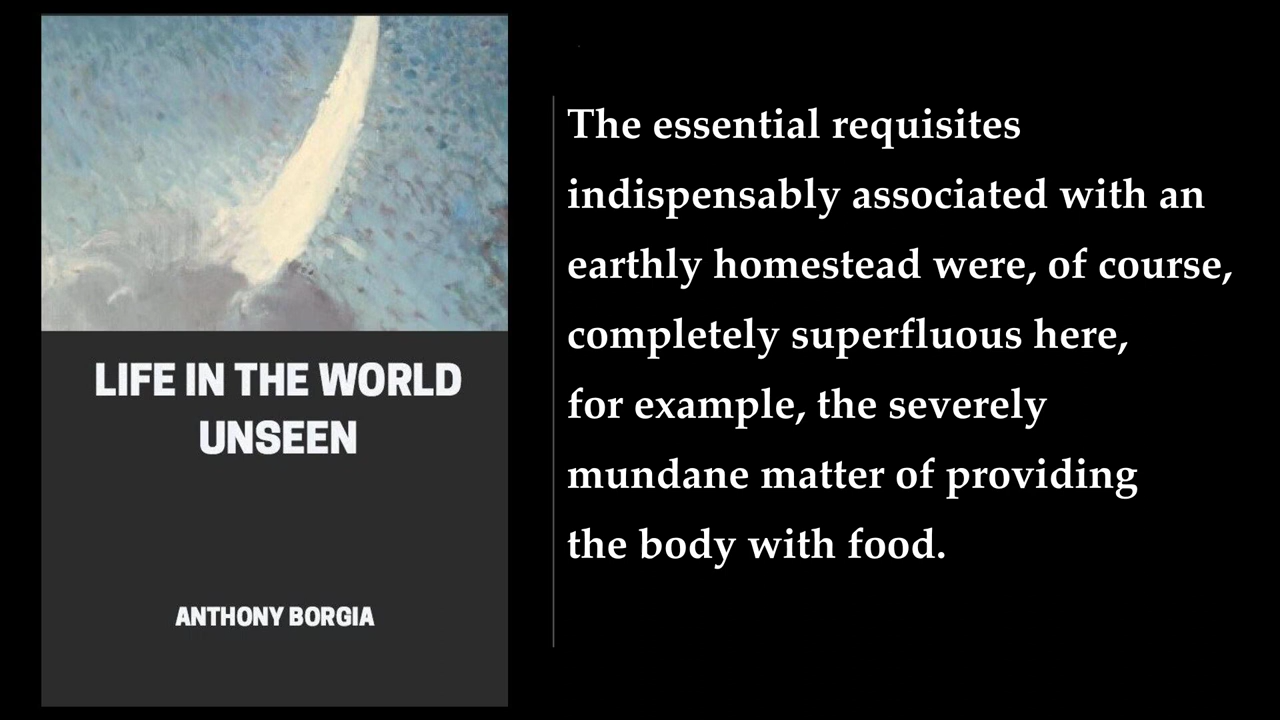 LIFE IN THE WORLD
UNSEEN
ANTHONY BORGIA
The essential requisites
indispensably associated with an
earthly homestead were, of course,
completely superfluous here,
for example, the severely
mundane matter of providing
the body with food.